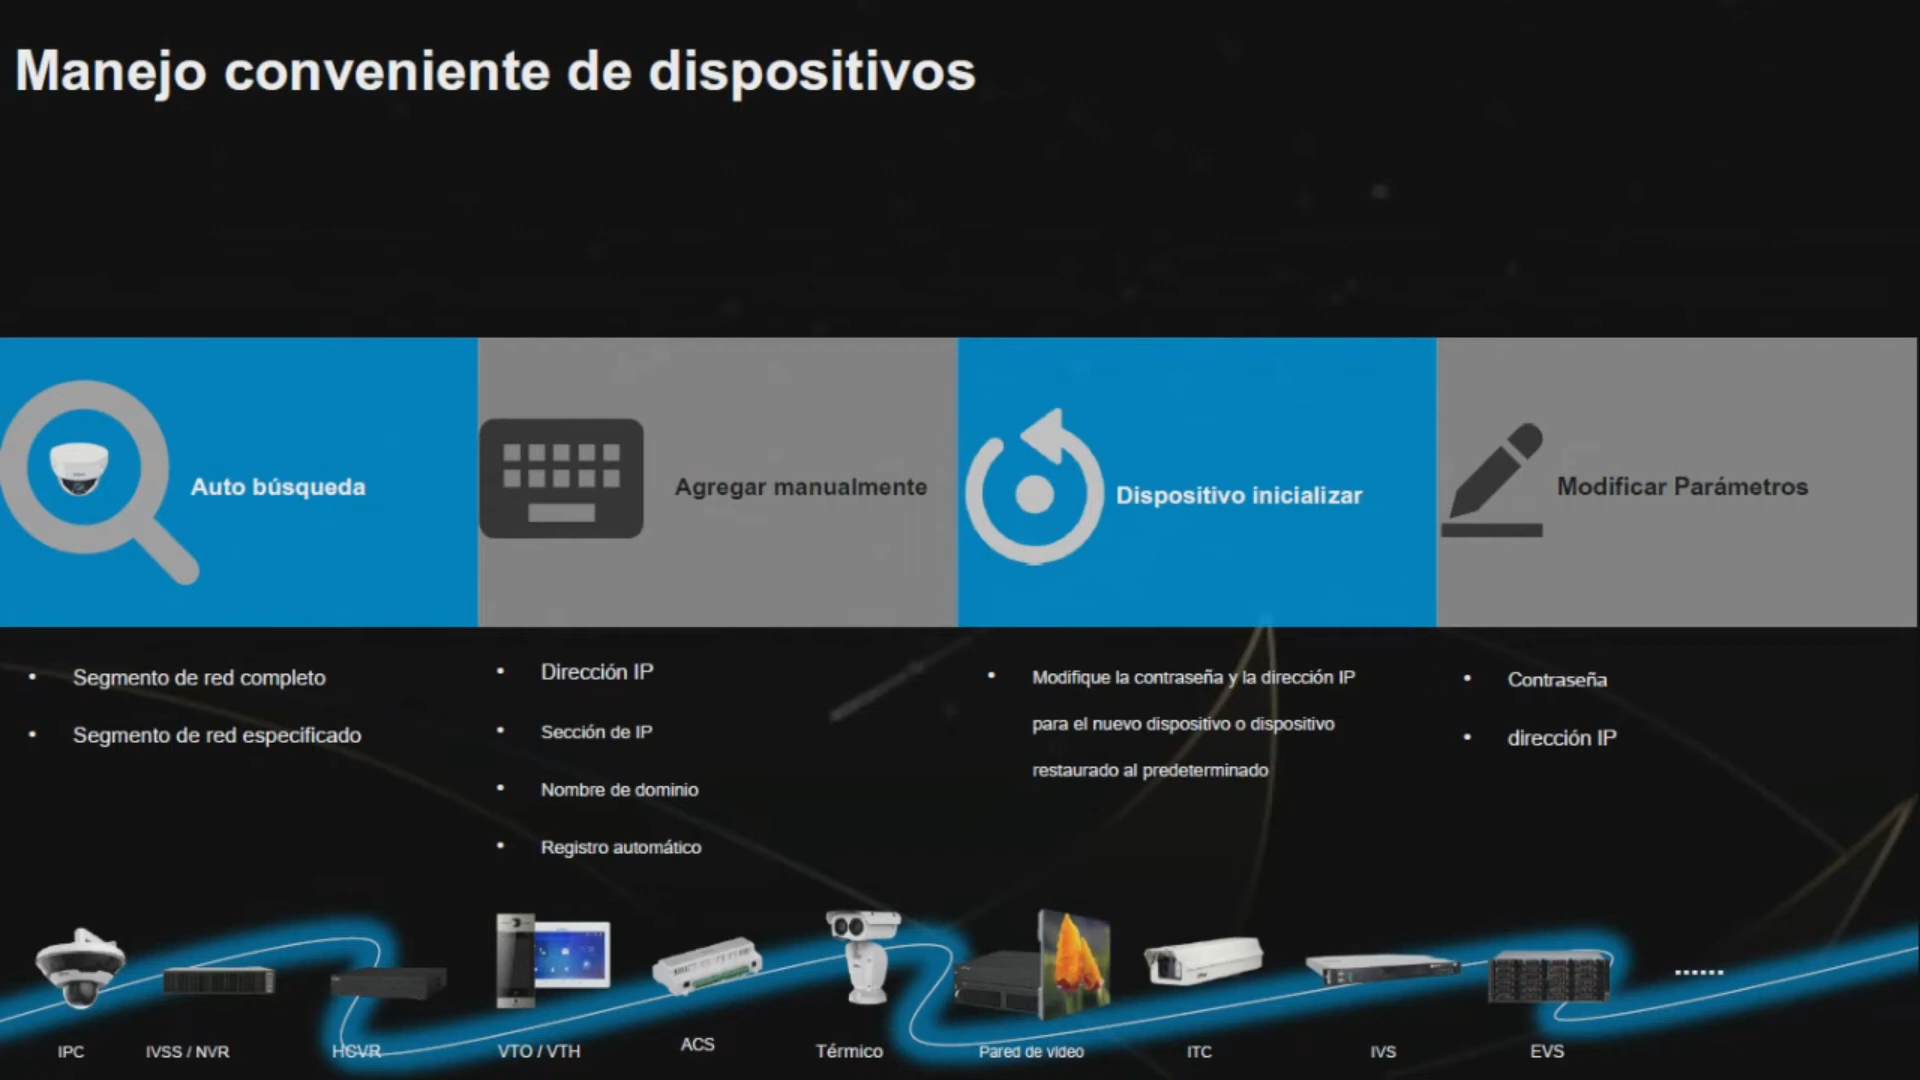 Manejo conveniente de dispositivos
Auto búsqueda
Agregar manualmente
Dispositivo inicializar
Modificar Parámetros
• Segmento de red completo
• Segmento de red especificado
• Dirección IP
• Sección de IP
• Nombre de dominio
• Registro automático
• Modifique la contraseña y la dirección IP
para el nuevo dispositivo o dispositivo
restaurado al predeterminado
• Contraseña
• dirección IP
......
IPC
IVSS / NVR
HCVR
VTO / VTH
ACS
Térmico
Pared de video
ITC
IVS
EVS